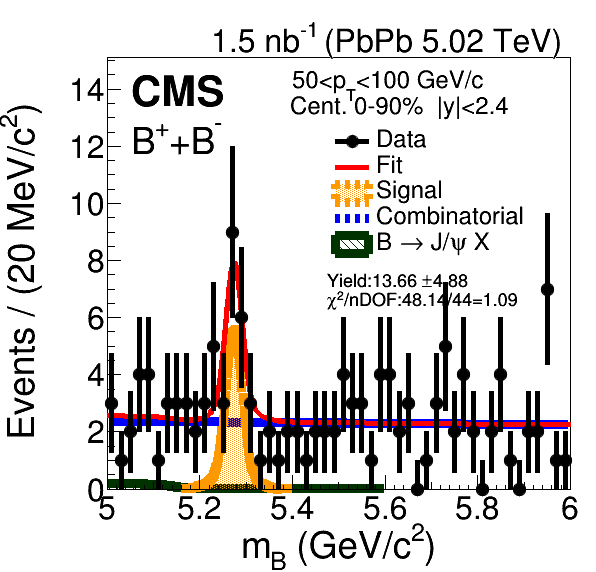 1.5 nb⁻¹ (PbPb 5.02 TeV)
CMS
B⁺+B⁻
50<p_T<100 GeV/c
Cent. 0-90% |y|<2.4
Data
Fit
Signal
Combinatorial
B → J/ψ X
Yield:13.66 ±4.88
χ²/nDOF:48.14/44=1.09
Events / (20 MeV/c²)
14
12
10
8
6
4
2
0
5 5.2 5.4 5.6 5.8 6
m_B (GeV/c²)